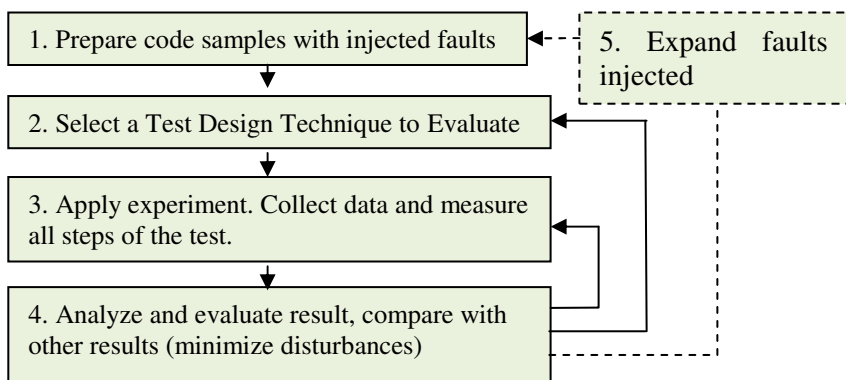 1. Prepare code samples with injected faults
5. Expand faults
injected
2. Select a Test Design Technique to Evaluate
3. Apply experiment. Collect data and measure
all steps of the test.
4. Analyze and evaluate result, compare with
other results (minimize disturbances)